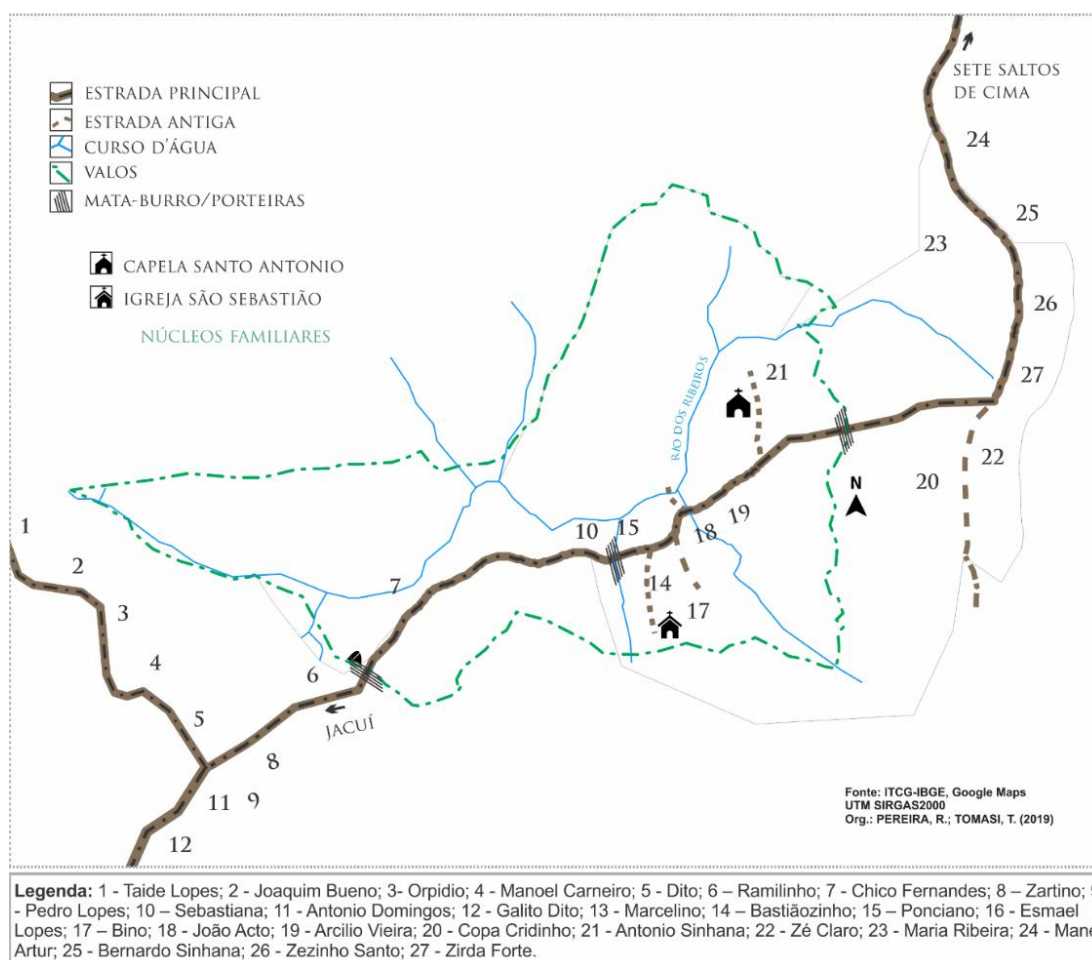 SETE SALTOS
DE CIMA
ESTRADA PRINCIPAL
ESTRADA ANTIGA
CURSO D'ÁGUA
VALOS
MATA-BURRO/PORTEIRAS
CAPELA SANTO ANTONIO
IGREJA SÃO SEBASTIÃO
NÚCLEOS FAMILIARES
24
25
23
26
27
21
RIO DOS RIBEIROS
22
20
N
19
18
15
10
1
2
3
7
14
17
4
6
5
JACUÍ
8
9
11
12
Fonte: ITCG-IBGE, Google Maps
UTM SIRGAS2000
Org.: PEREIRA, R.; TOMASI, T. (2019)
Legenda: 1 - Taide Lopes; 2 - Joaquim Bueno; 3- Orpidio; 4 - Manoel Carneiro; 5 - Dito; 6 – Ramilinho; 7 - Chico Fernandes; 8 – Zartino;
- Pedro Lopes; 10 – Sebastiana; 11 - Antonio Domingos; 12 - Galito Dito; 13 - Marcelino; 14 – Bastiãozinho; 15 – Ponciano; 16 - Esmael
Lopes; 17 – Bino; 18 - João Acto; 19 - Arcilio Vieira; 20 - Copa Cridinho; 21 - Antonio Sinhana; 22 - Zé Claro; 23 - Maria Ribeira; 24 -
Artur; 25 - Bernardo Sinhana; 26 - Zezinho Santo; 27 - Zirda Forte.